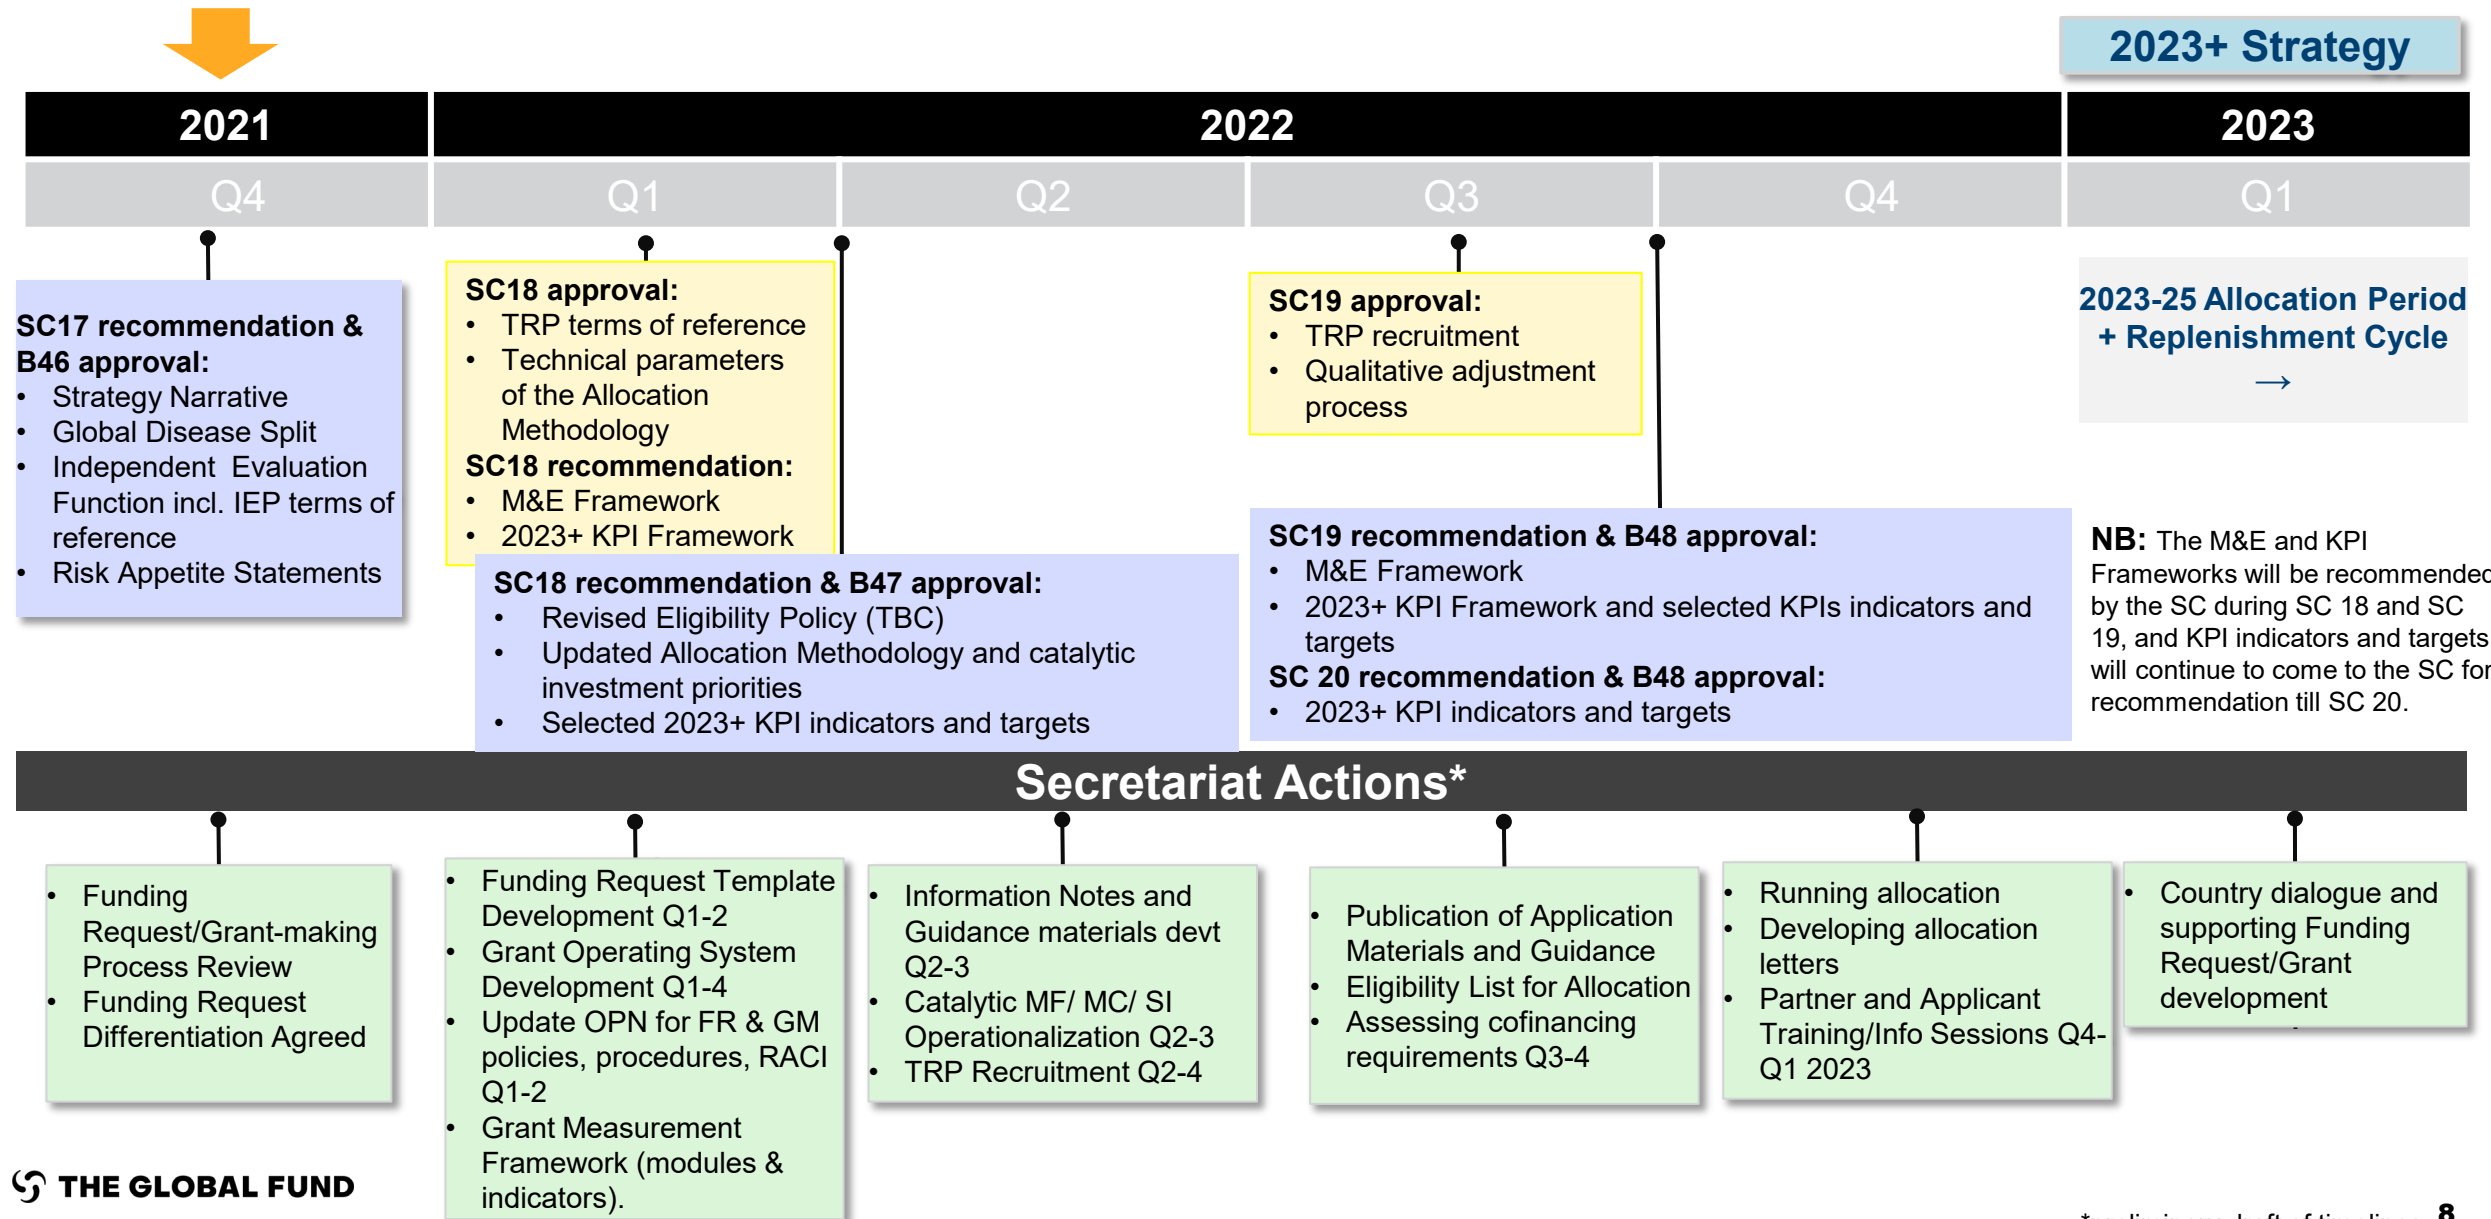 2023+ Strategy
2021
2022
2023
Q4
Q1
Q2
Q3
Q4
Q1
SC17 recommendation &
B46 approval:
• Strategy Narrative
• Global Disease Split
• Independent Evaluation
Function incl. IEP terms of
reference
• Risk Appetite Statements
SC18 approval:
• TRP terms of reference
• Technical parameters
of the Allocation
Methodology
SC18 recommendation:
• M&E Framework
• 2023+ KPI Framework
SC18 recommendation & B47 approval:
• Revised Eligibility Policy (TBC)
• Updated Allocation Methodology and catalytic
investment priorities
• Selected 2023+ KPI indicators and targets
SC19 approval:
• TRP recruitment
• Qualitative adjustment
process
SC19 recommendation & B48 approval:
• M&E Framework
• 2023+ KPI Framework and selected KPIs indicators and
targets
SC 20 recommendation & B48 approval:
• 2023+ KPI indicators and targets
2023-25 Allocation Period
+ Replenishment Cycle
→
NB: The M&E and KPI
Frameworks will be recommended
by the SC during SC 18 and SC
19, and KPI indicators and targets
will continue to come to the SC for
recommendation till SC 20.
Secretariat Actions*
• Funding
Request/Grant-making
Process Review
• Funding Request
Differentiation Agreed
• Funding Request Template
Development Q1-2
• Grant Operating System
Development Q1-4
• Update OPN for FR & GM
policies, procedures, RACI
Q1-2
• Grant Measurement
Framework (modules &
indicators).
• Information Notes and
Guidance materials devt
Q2-3
• Catalytic MF/ MC/ SI
Operationalization Q2-3
• TRP Recruitment Q2-4
• Publication of Application
Materials and Guidance
• Eligibility List for Allocation
• Assessing cofinancing
requirements Q3-4
• Running allocation
• Developing allocation
letters
• Partner and Applicant
Training/Info Sessions Q4-
Q1 2023
• Country dialogue and
supporting Funding
Request/Grant
development
THE GLOBAL FUND
*preliminary draft of timelines
8